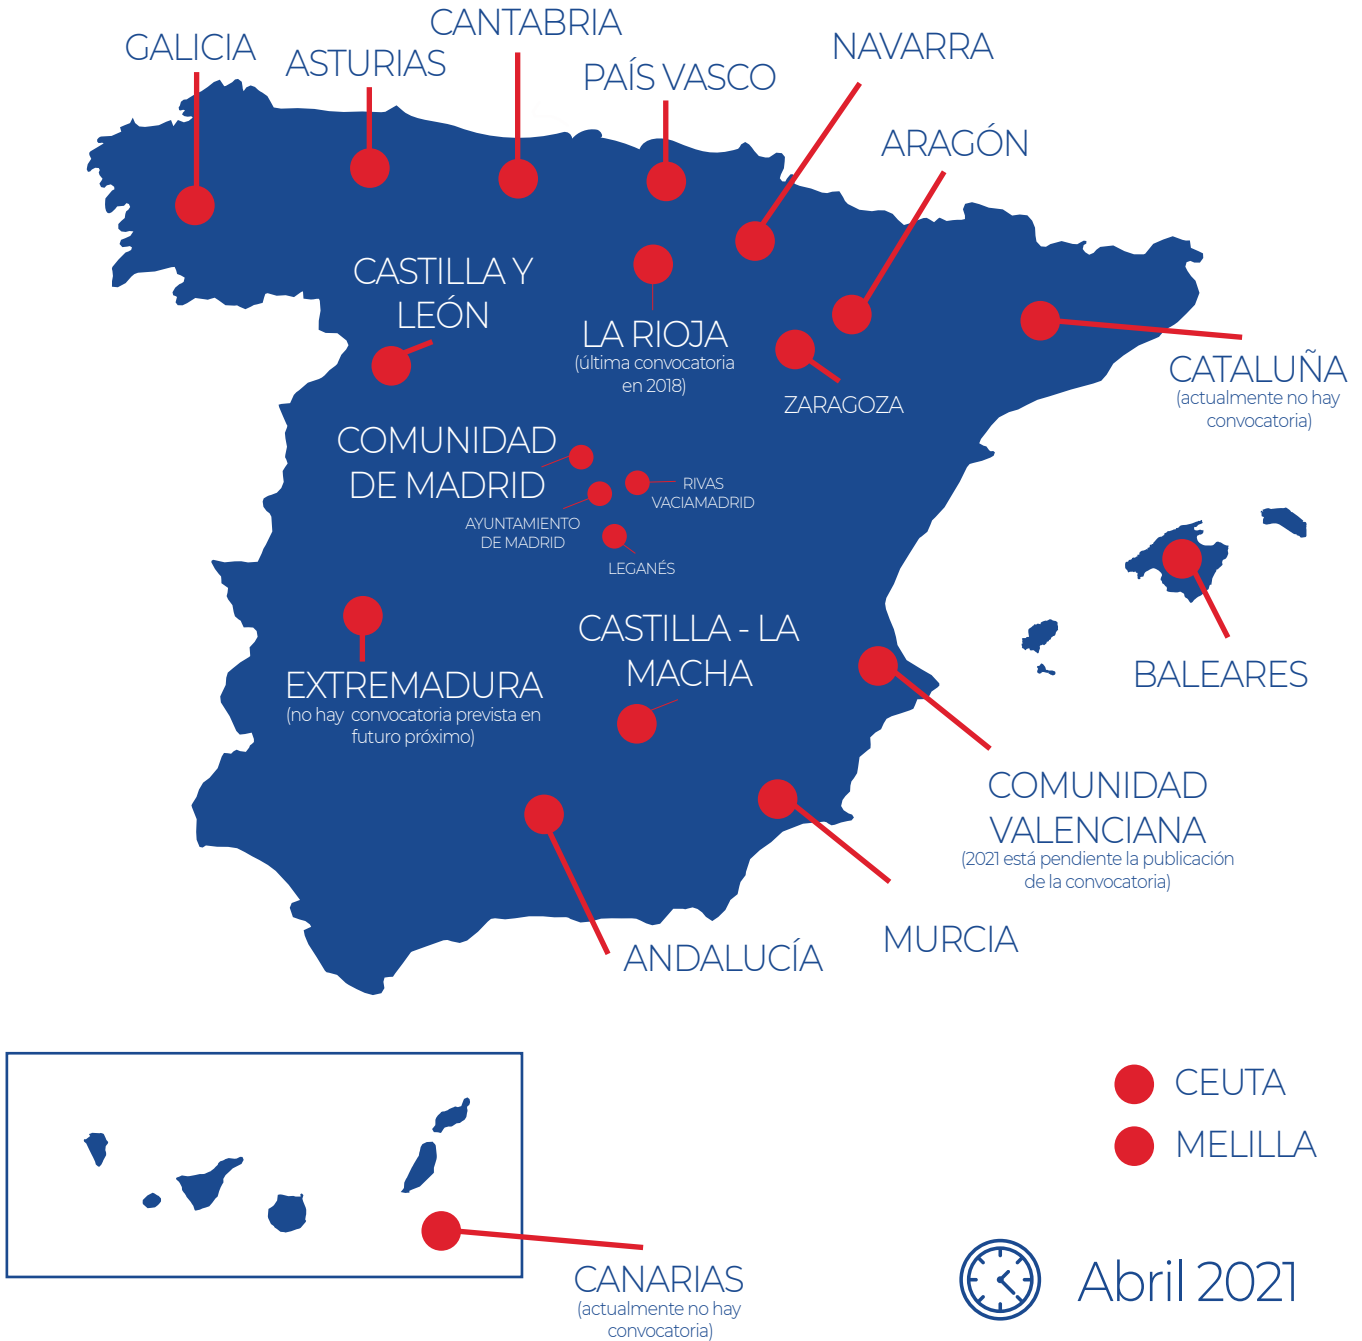 CANTABRIA
GALICIA
ASTURIAS
NAVARRA
PAÍS VASCO
ARAGÓN
CASTILLA Y
LEÓN
LA RIOJA
(última convocatoria
en 2018)
CATALUÑA
(actualmente no hay
convocatoria)
ZARAGOZA
COMUNIDAD
DE MADRID
RIVAS
VACIAMADRID
AYUNTAMIENTO
DE MADRID
LEGANÉS
CASTILLA - LA
MACHA
EXTREMADURA
(no hay convocatoria prevista en
futuro próximo)
BALEARES
COMUNIDAD
VALENCIANA
(2021 está pendiente la publicación
de la convocatoria)
MURCIA
ANDALUCÍA
CEUTA
MELILLA
CANARIAS
(actualmente no hay
convocatoria)
Abril 2021